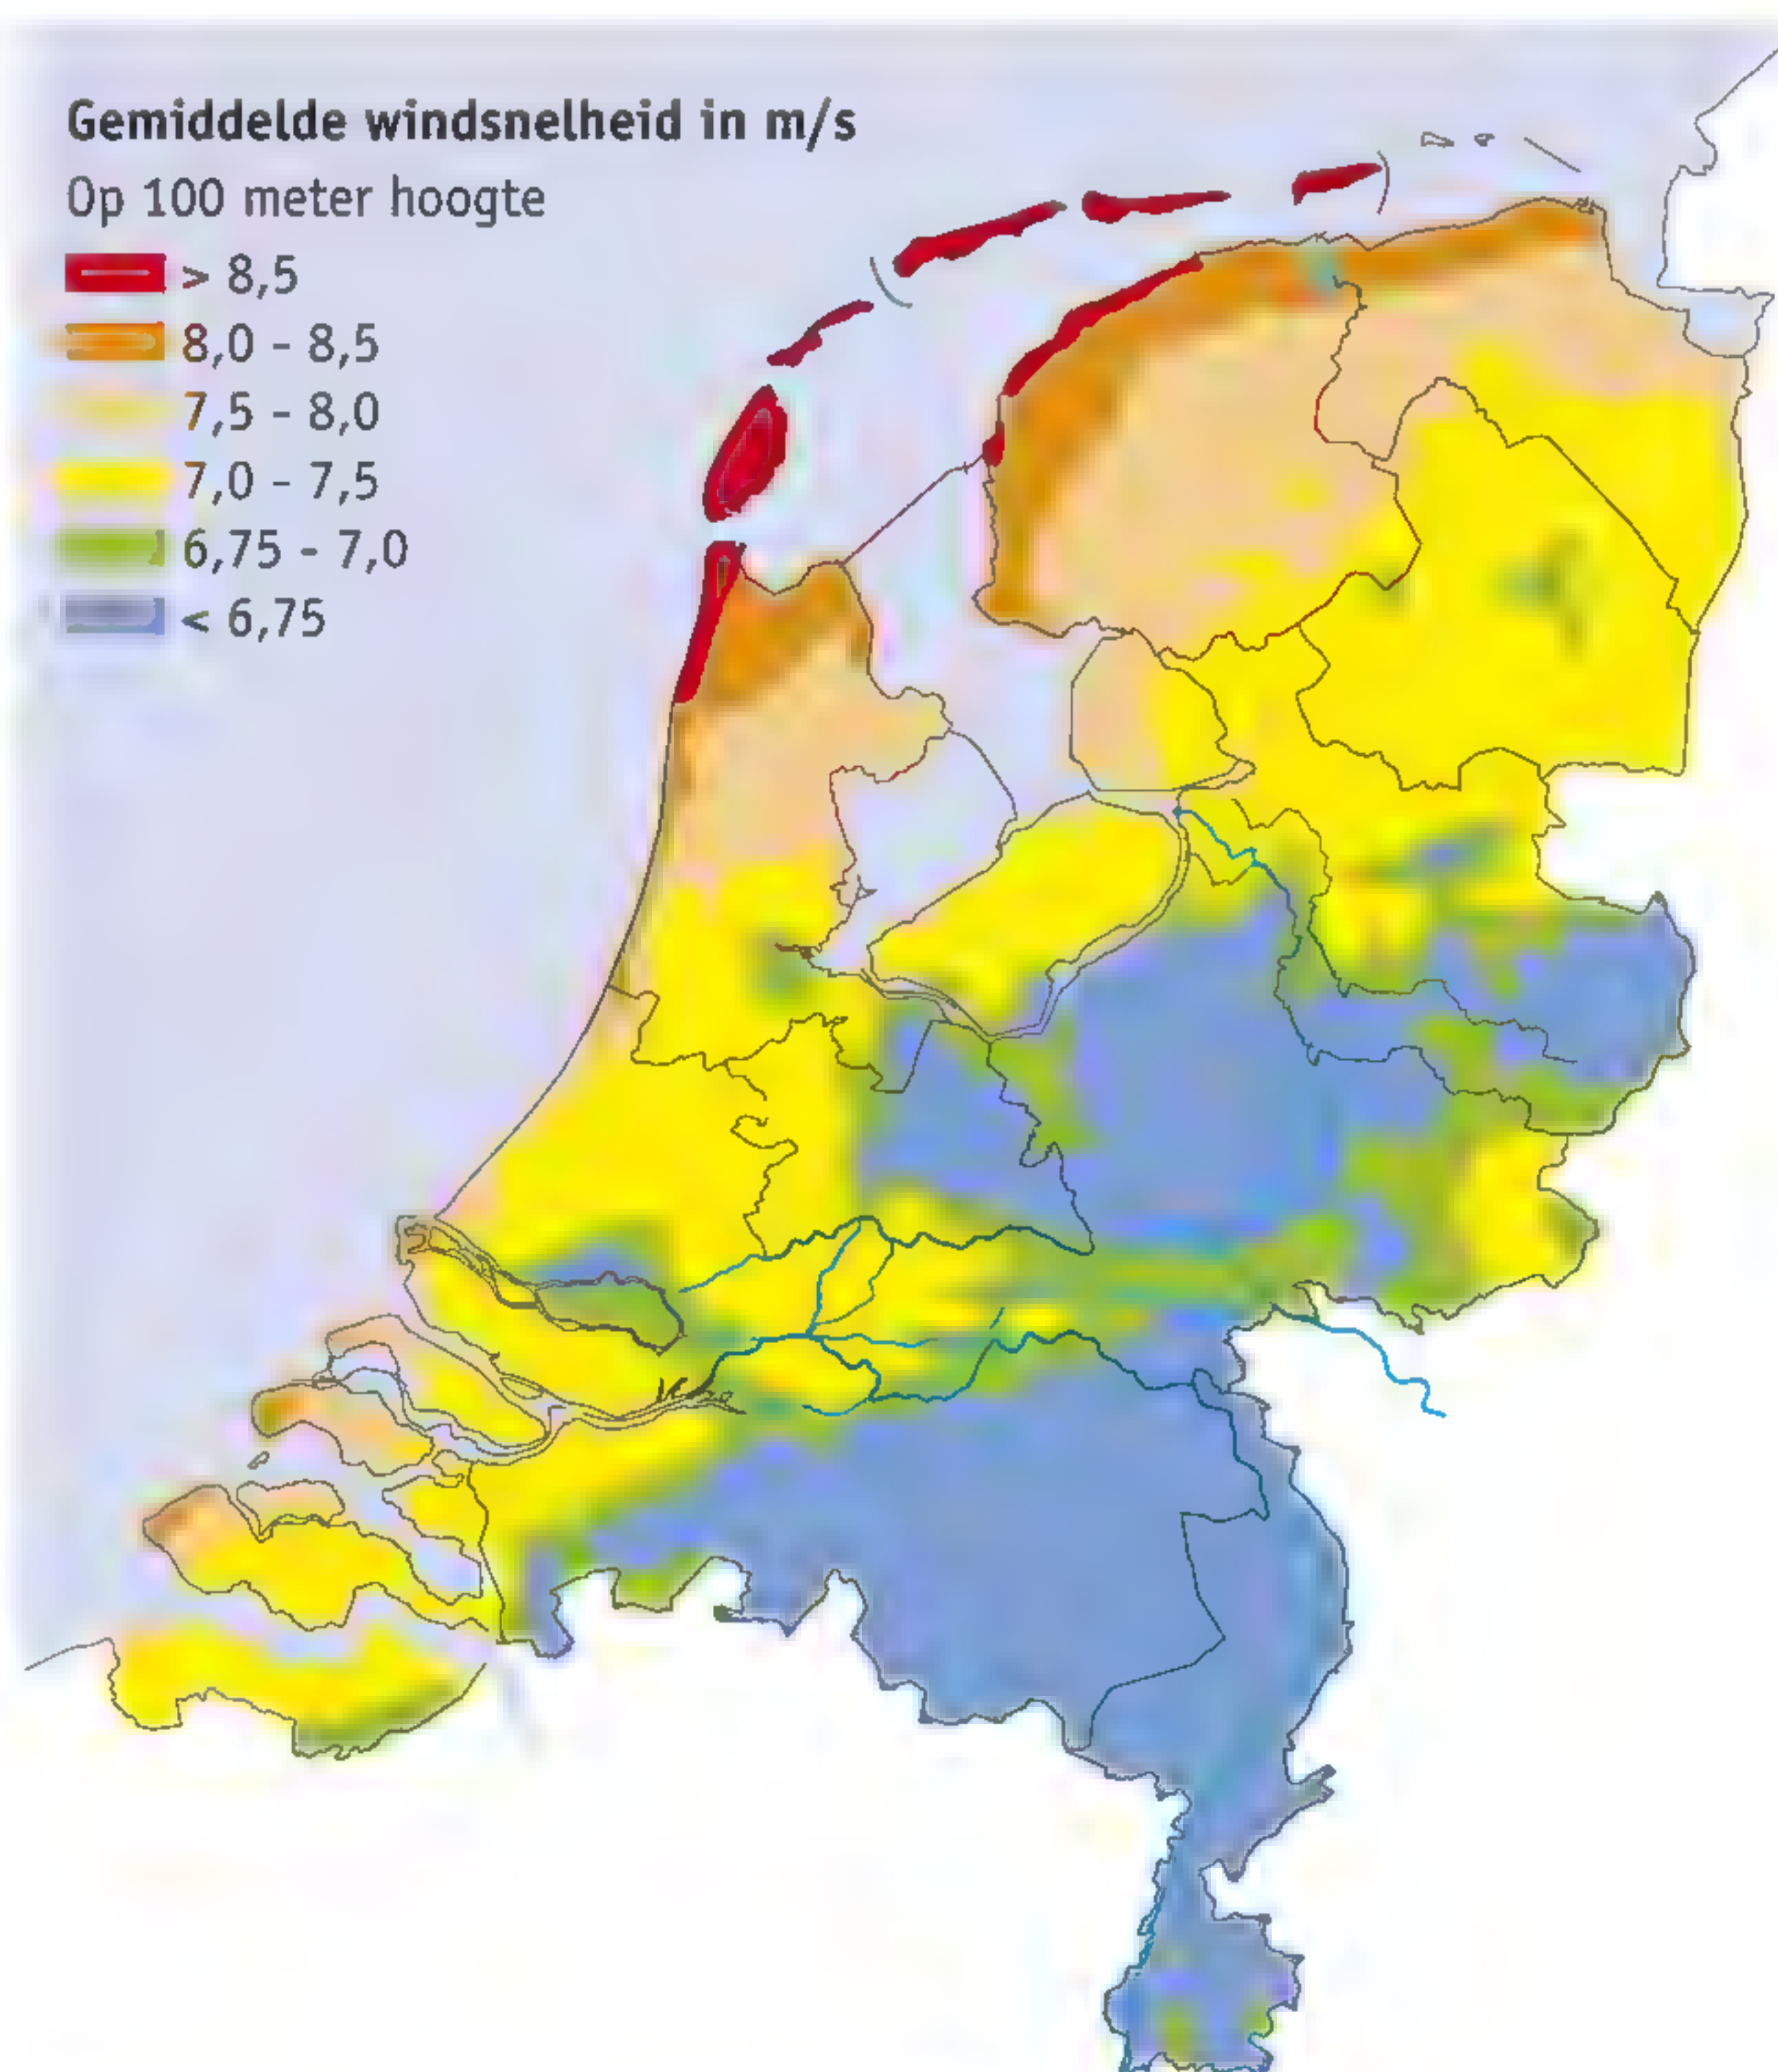 Gemiddelde windsnelheid in m/s
Op 100 meter hoogte
> 8,5
8,0 - 8,5
7,5 - 8,0
7,0 - 7,5
6,75 - 7,0
< 6,75